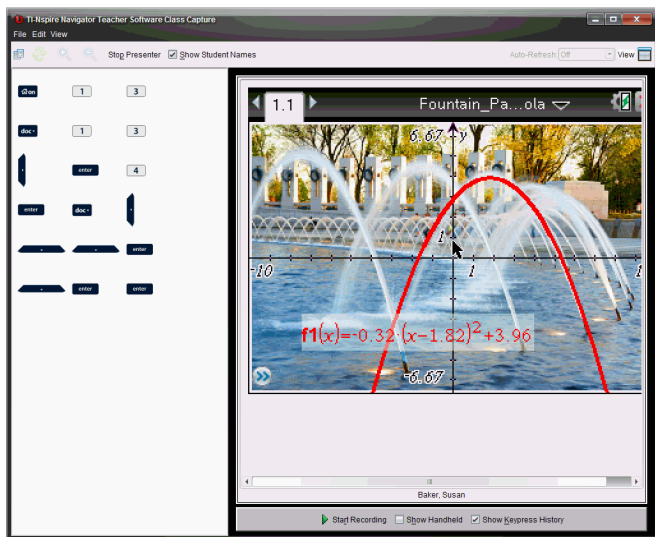 TI-Nspire Navigator Teacher Software Class Capture
File Edit View
Stop Presenter Show Student Names Auto-Refresh: Off View
on 1 3
doc 1 3
enter 4
enter doc
enter
enter enter
1.1 Fountain_Pa...ola
6.67 y
1
-10 1 1
f1(x)=-0.32·(x-1.82)²+3.96
-6.67
Baker, Susan
Start Recording Show Handheld Show Keypress History